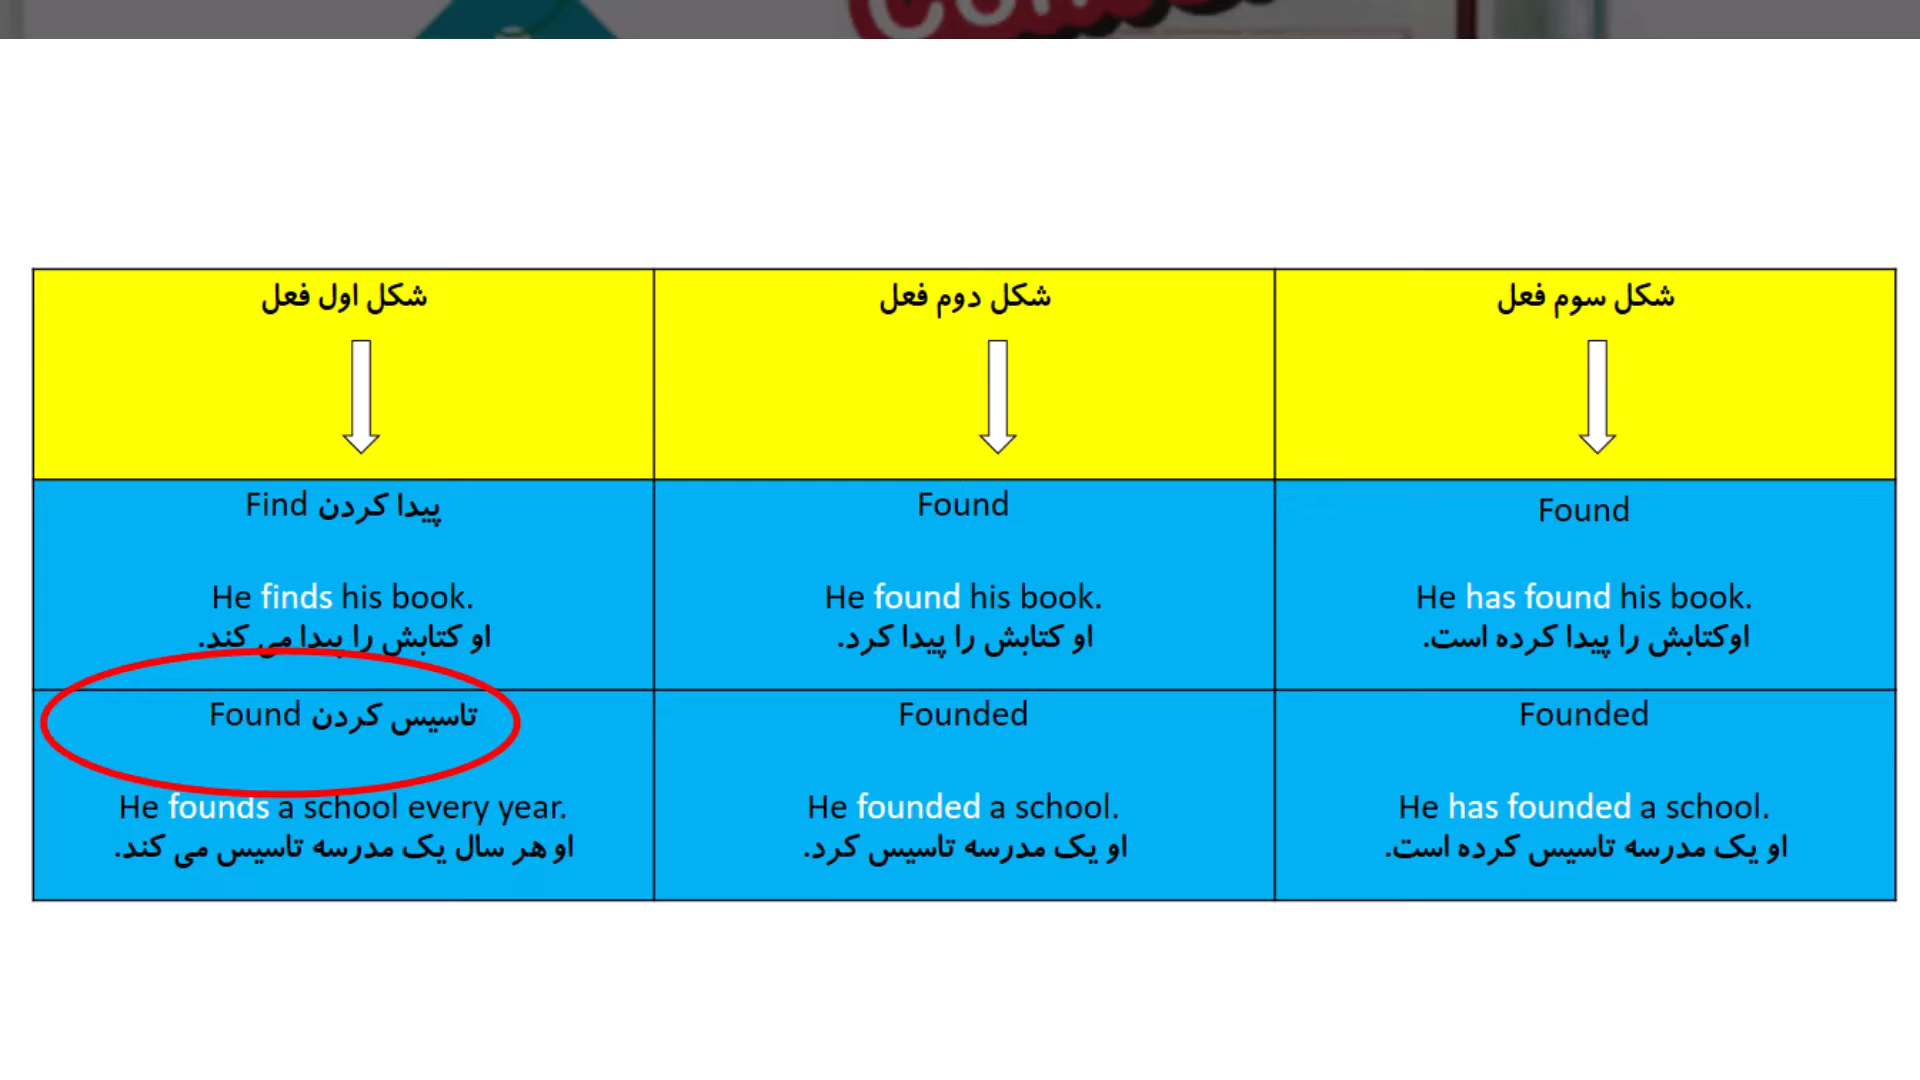 شکل اول فعل
شکل دوم فعل
شکل سوم فعل
Find پیدا کردن
He finds his book.
او کتابش را پیدا می کند.
Found
He found his book.
او کتابش را پیدا کرد.
Found
He has found his book.
اوکتابش را پیدا کرده است.
Found تاسیس کردن
He founds a school every year.
او هر سال یک مدرسه تاسیس می کند.
Founded
He founded a school.
او یک مدرسه تاسیس کرد.
Founded
He has founded a school.
او یک مدرسه تاسیس کرده است.